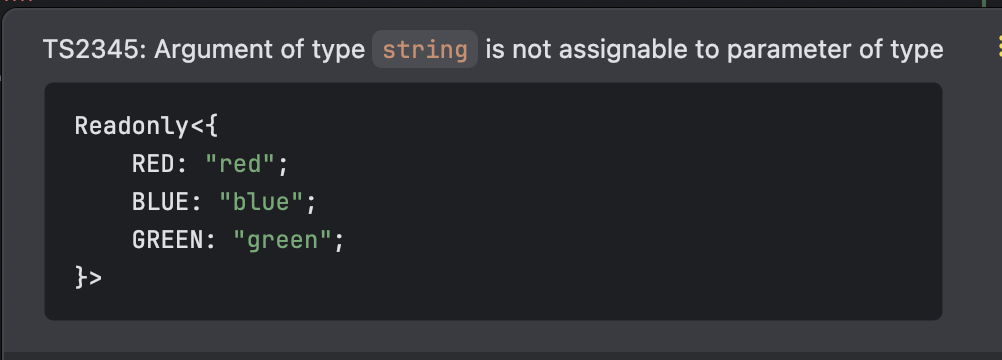 TS2345: Argument of type string is not assignable to parameter of type
Readonly<{
    RED: "red";
    BLUE: "blue";
    GREEN: "green";
}>